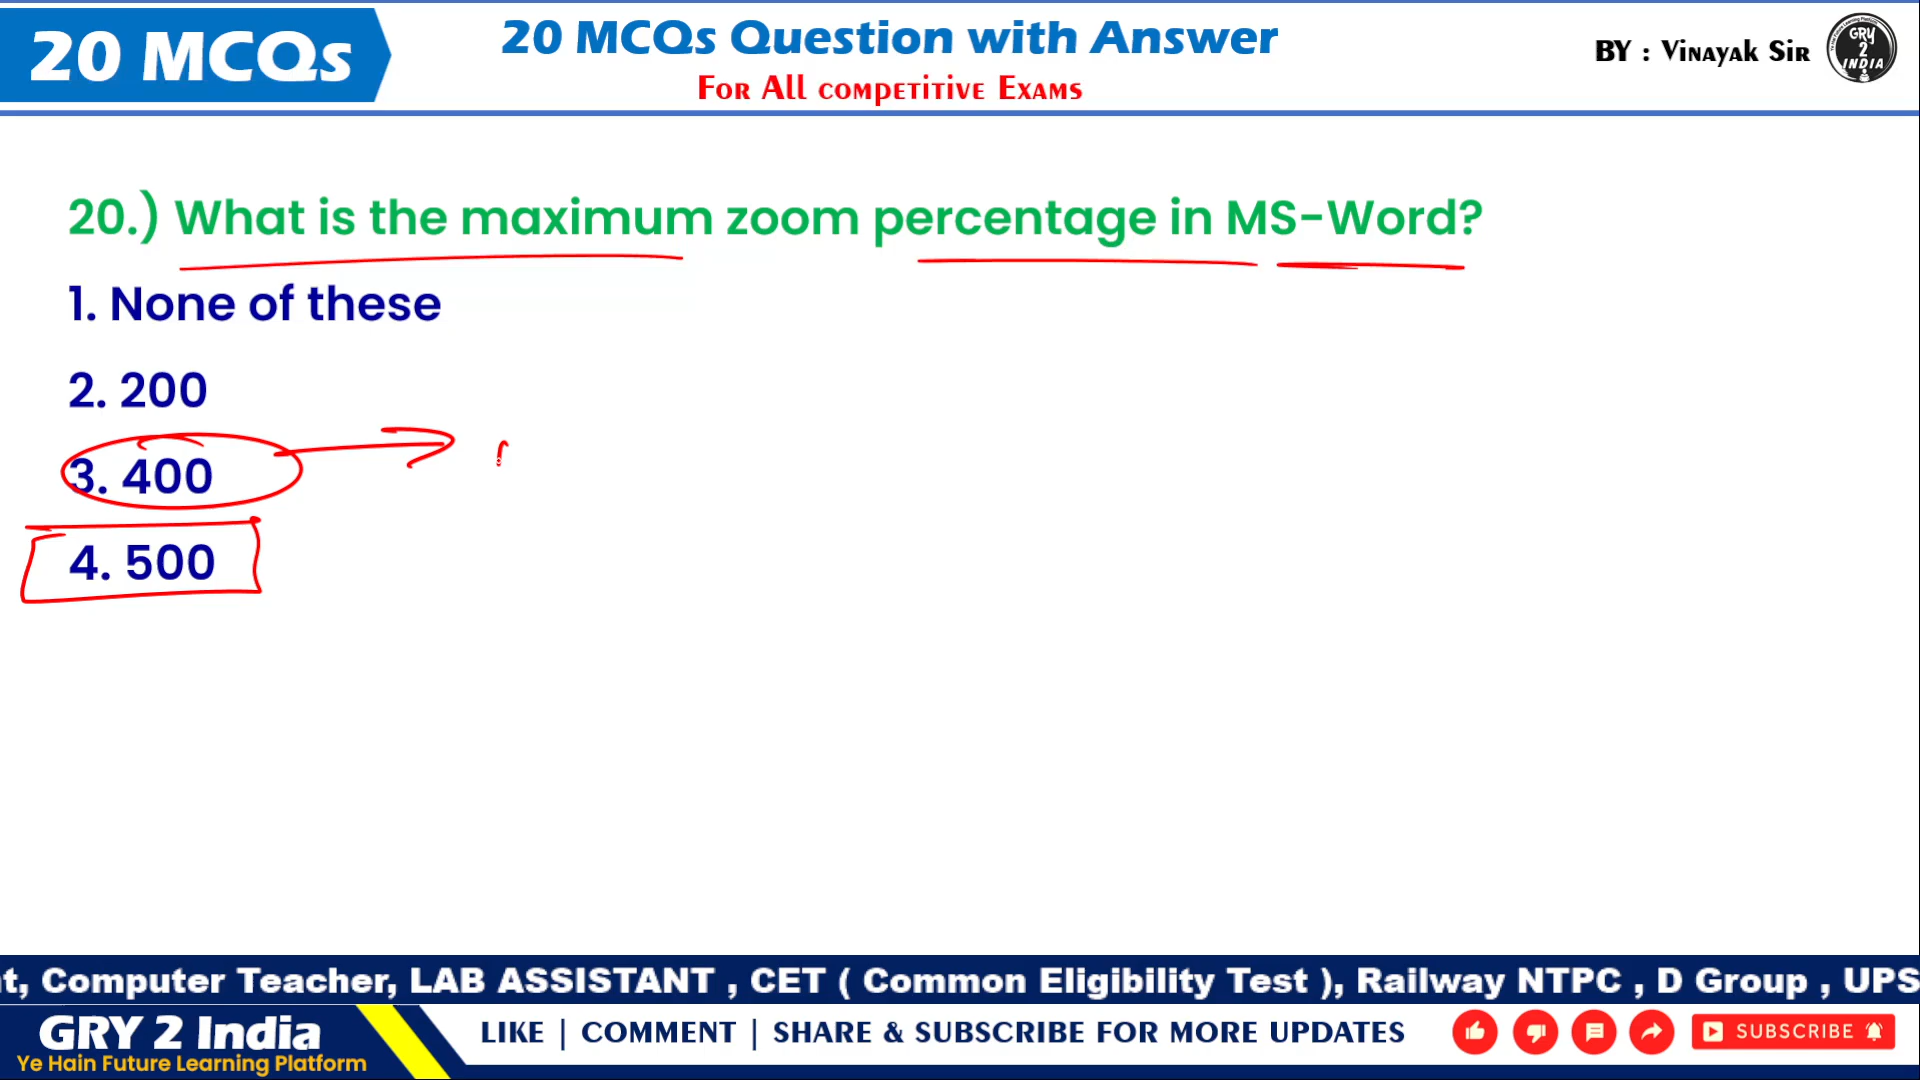 20 MCQs
20 MCQs Question with Answer
For All competitive Exams
BY : Vinayak Sir
GRY
2
INDIA
20.) What is the maximum zoom percentage in MS-Word?
1. None of these
2. 200
3. 400
4. 500
t, Computer Teacher, LAB ASSISTANT , CET ( Common Eligibility Test ), Railway NTPC , D Group , UPS
GRY 2 India
Ye Hain Future Learning Platform
LIKE | COMMENT | SHARE & SUBSCRIBE FOR MORE UPDATES
SUBSCRIBE